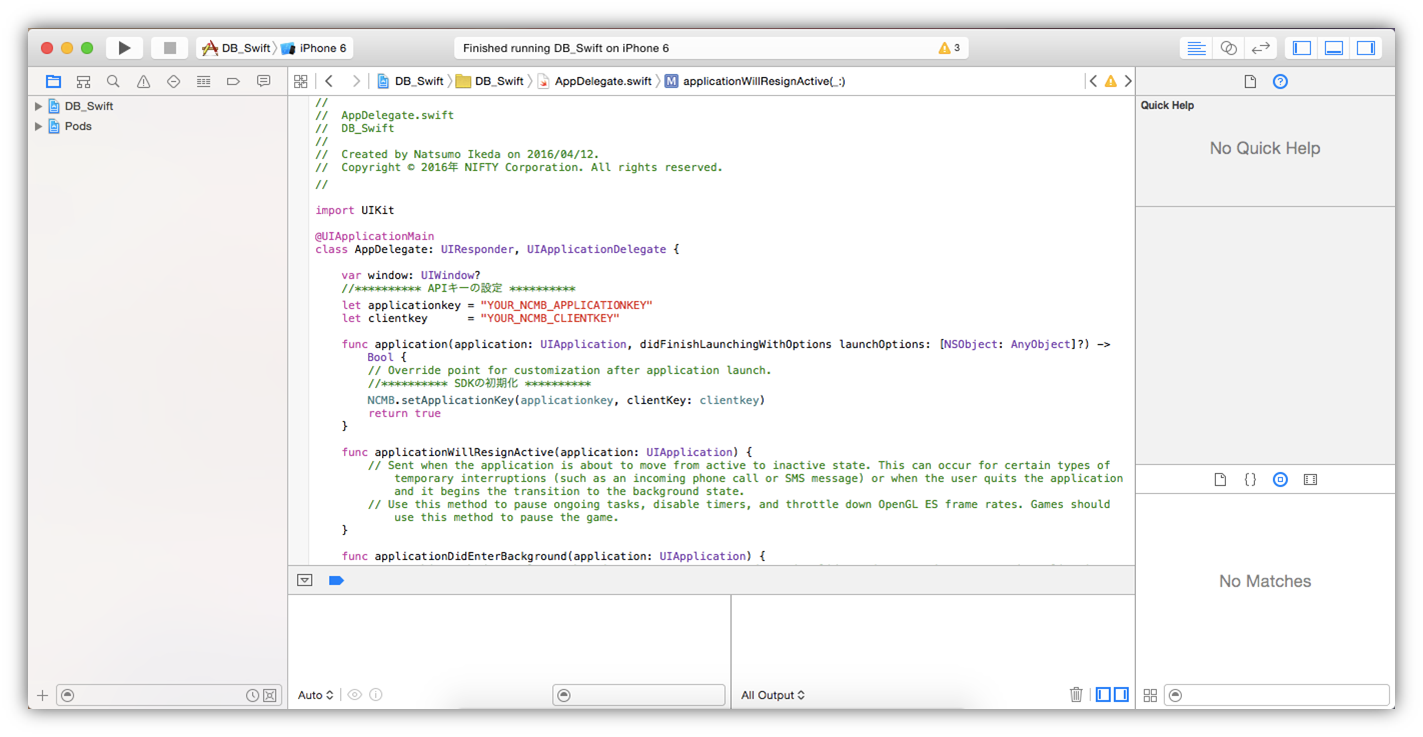 DB_Swift iPhone 6
Finished running DB_Swift on iPhone 6
3
DB_Swift
Pods
DB_Swift DB_Swift AppDelegate.swift M applicationWillResignActive(_:)
//
//  AppDelegate.swift
//  DB_Swift
//
//  Created by Natsumo Ikeda on 2016/04/12.
//  Copyright © 2016年 NIFTY Corporation. All rights reserved.
//
import UIKit
@UIApplicationMain
class AppDelegate: UIResponder, UIApplicationDelegate {
var window: UIWindow?
//********** APIキーの設定 **********
let applicationkey = "YOUR_NCMB_APPLICATIONKEY"
let clientkey      = "YOUR_NCMB_CLIENTKEY"
func application(application: UIApplication, didFinishLaunchingWithOptions launchOptions: [NSObject: AnyObject]?) ->
Bool {
// Override point for customization after application launch.
//********** SDKの初期化 **********
NCMB.setApplicationKey(applicationkey, clientKey: clientkey)
return true
}
func applicationWillResignActive(application: UIApplication) {
// Sent when the application is about to move from active to inactive state. This can occur for certain types of
temporary interruptions (such as an incoming phone call or SMS message) or when the user quits the application
and it begins the transition to the background state.
// Use this method to pause ongoing tasks, disable timers, and throttle down OpenGL ES frame rates. Games should
use this method to pause the game.
}
func applicationDidEnterBackground(application: UIApplication) {
Auto
All Output
Quick Help
No Quick Help
No Matches